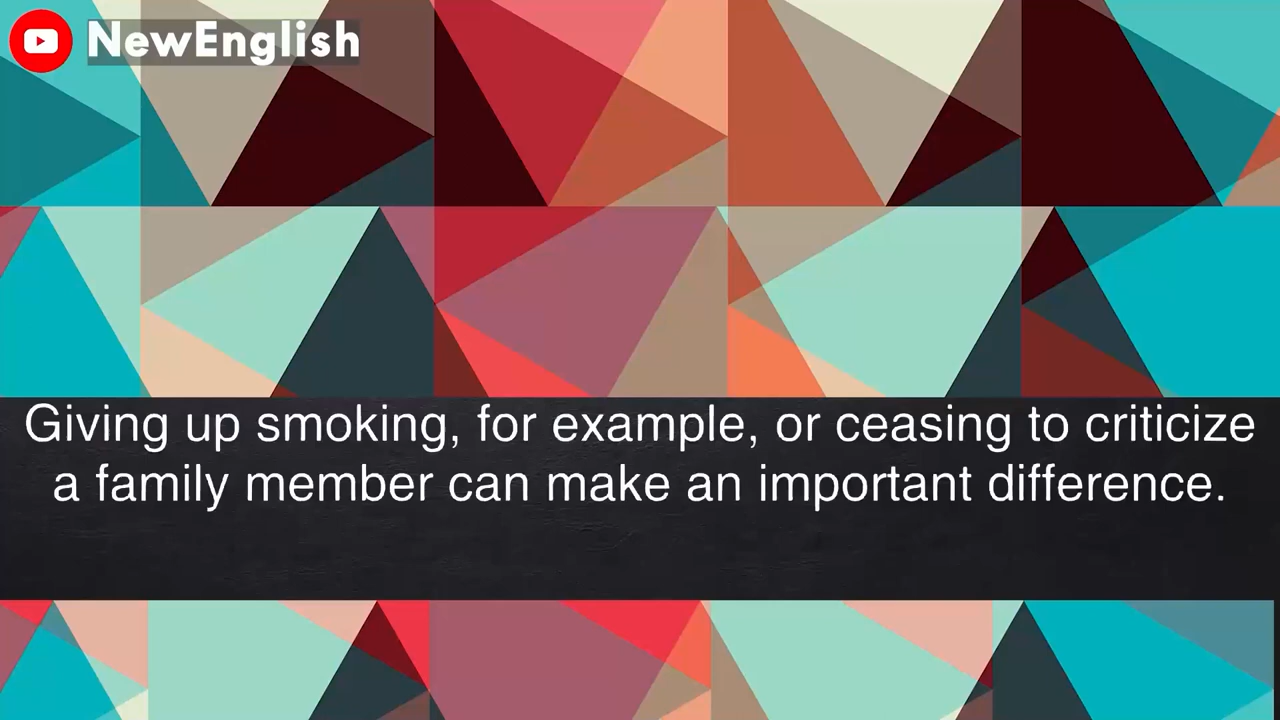 NewEnglish
Giving up smoking, for example, or ceasing to criticize
a family member can make an important difference.